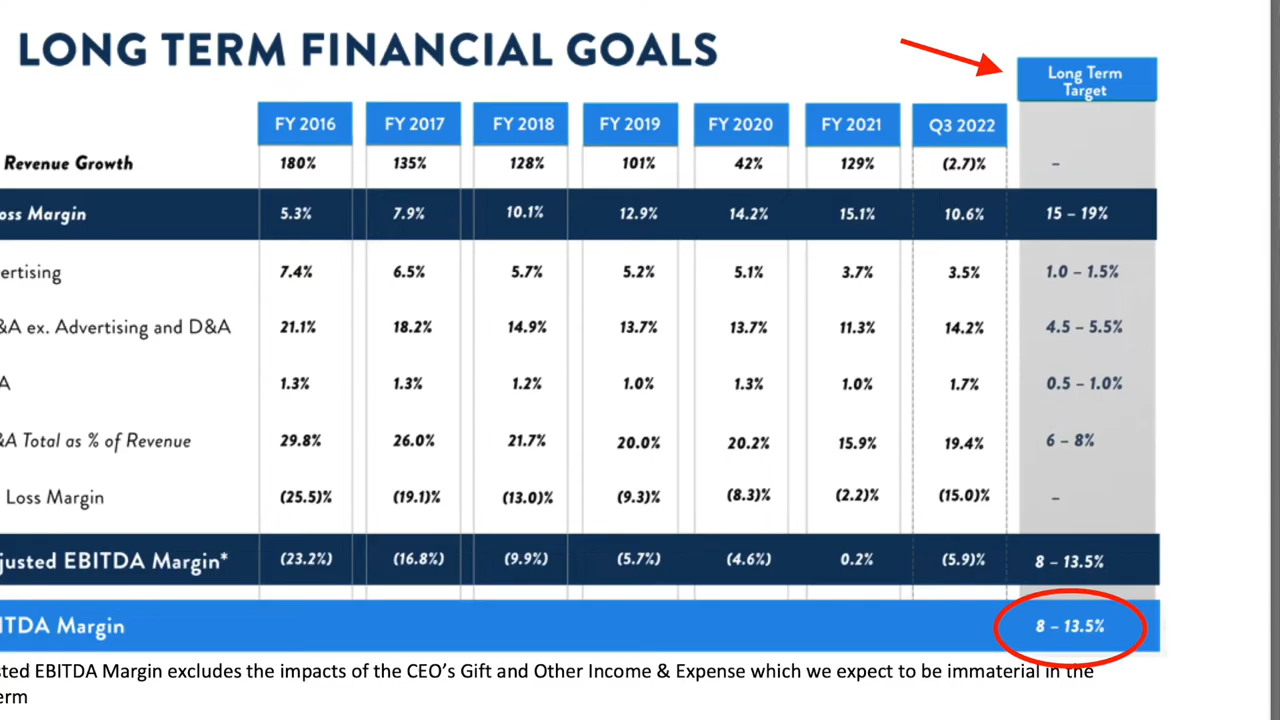 LONG TERM FINANCIAL GOALS
Long Term
Target
FY 2016 FY 2017 FY 2018 FY 2019 FY 2020 FY 2021 Q3 2022
Revenue Growth 180% 135% 128% 101% 42% 129% (2.7)% –
oss Margin 5.3% 7.9% 10.1% 12.9% 14.2% 15.1% 10.6% 15 – 19%
ertising 7.4% 6.5% 5.7% 5.2% 5.1% 3.7% 3.5% 1.0 – 1.5%
&A ex. Advertising and D&A 21.1% 18.2% 14.9% 13.7% 13.7% 11.3% 14.2% 4.5 – 5.5%
A 1.3% 1.3% 1.2% 1.0% 1.3% 1.0% 1.7% 0.5 – 1.0%
&A Total as % of Revenue 29.8% 26.0% 21.7% 20.0% 20.2% 15.9% 19.4% 6 – 8%
Loss Margin (25.5)% (19.1)% (13.0)% (9.3)% (8.3)% (2.2)% (15.0)% –
justed EBITDA Margin* (23.2%) (16.8%) (9.9%) (5.7%) (4.6%) 0.2% (5.9)% 8 – 13.5%
ITDA Margin 8 – 13.5%
sted EBITDA Margin excludes the impacts of the CEO's Gift and Other Income & Expense which we expect to be immaterial in the
erm